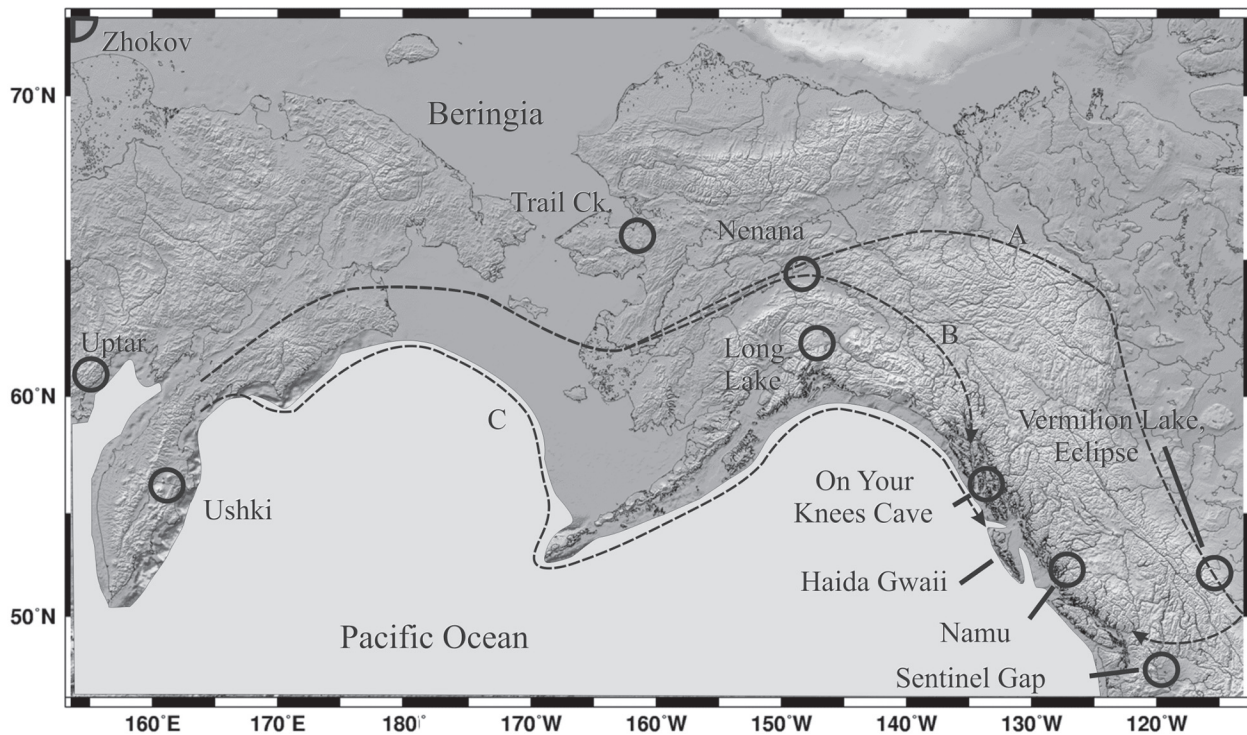 Zhokov
70°N
Beringia
Trail Ck.
Nenana
A
Uptar
B
Long
Lake
60°N
C
Vermilion Lake,
Eclipse
Ushki
On Your
Knees Cave
Haida Gwaii
50°N
Namu
Pacific Ocean
Sentinel Gap
160°E
170°E
180°
170°W
160°W
150°W
140°W
130°W
120°W